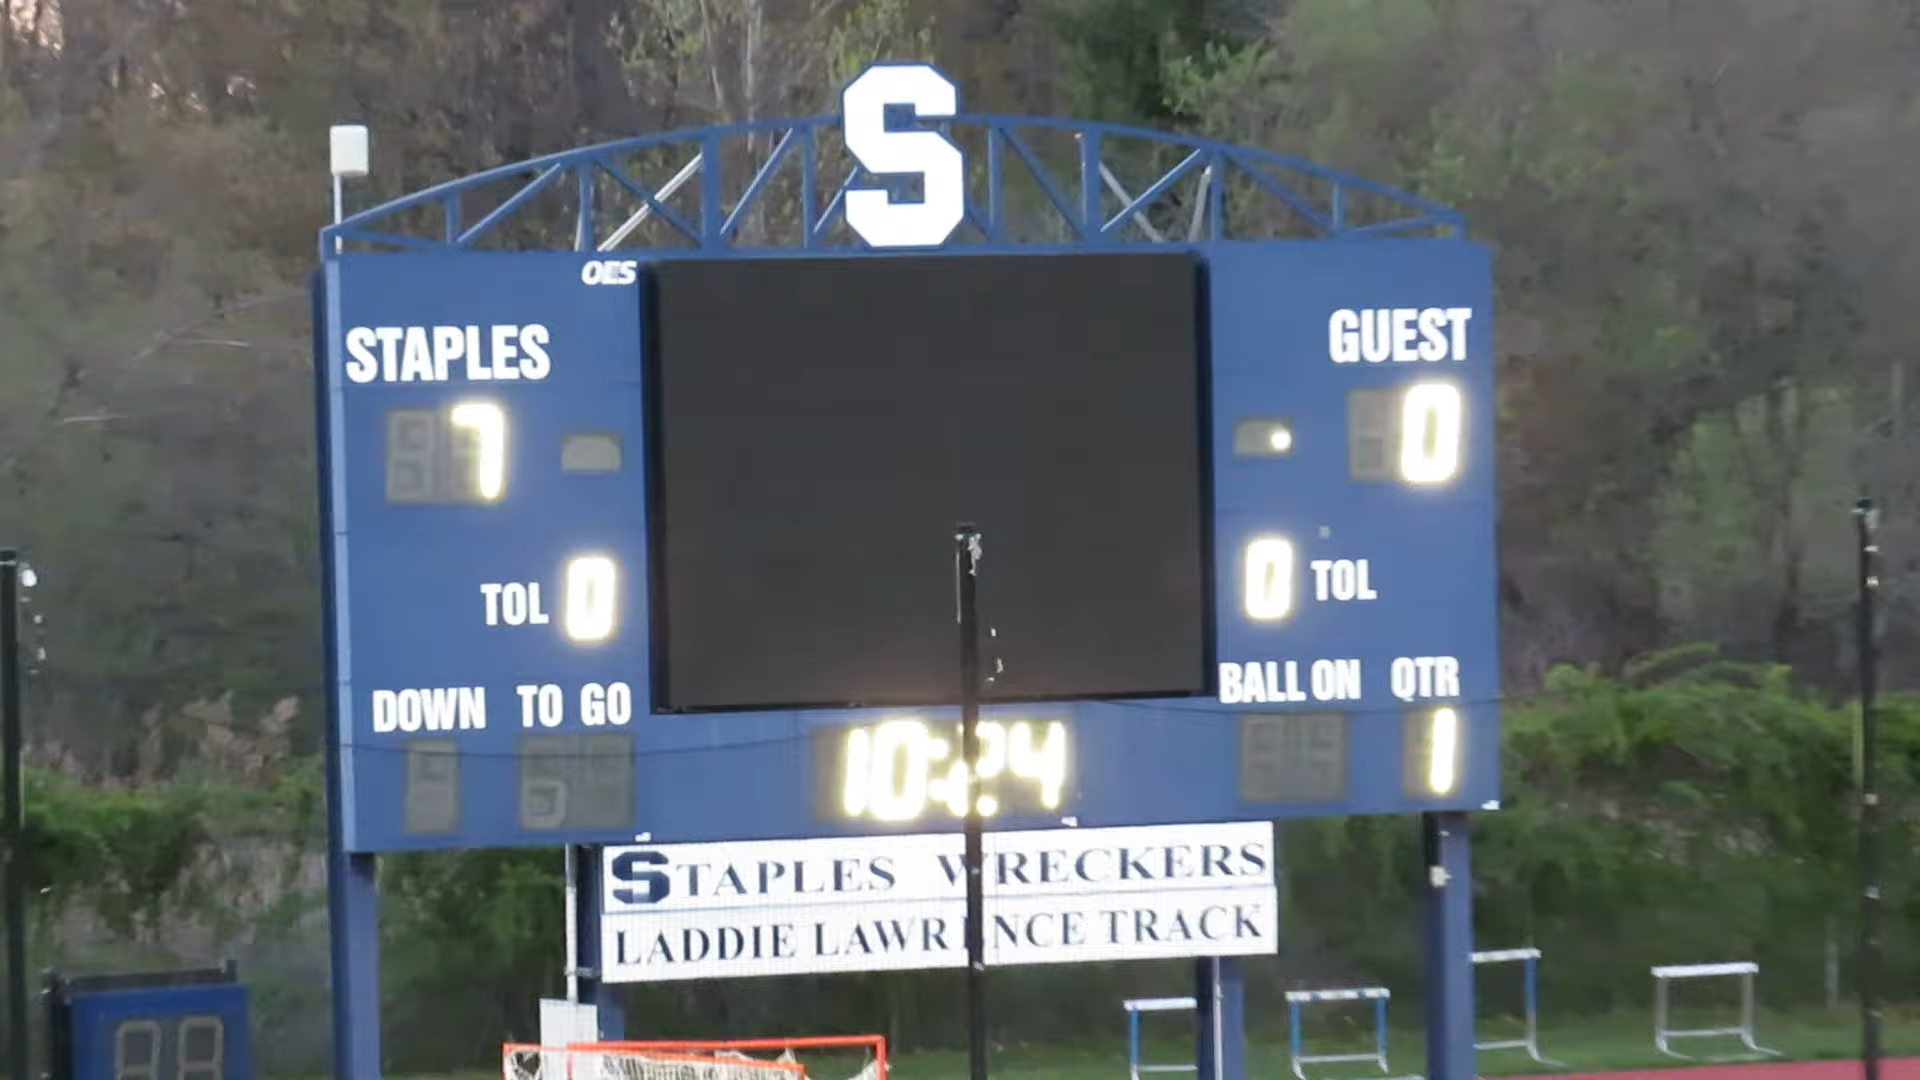 S
OES
STAPLES
GUEST
7
0
TOL 0
0 TOL
DOWN TO GO
BALL ON QTR
10:24
1
STAPLES WRECKERS
LADDIE LAWRENCE TRACK